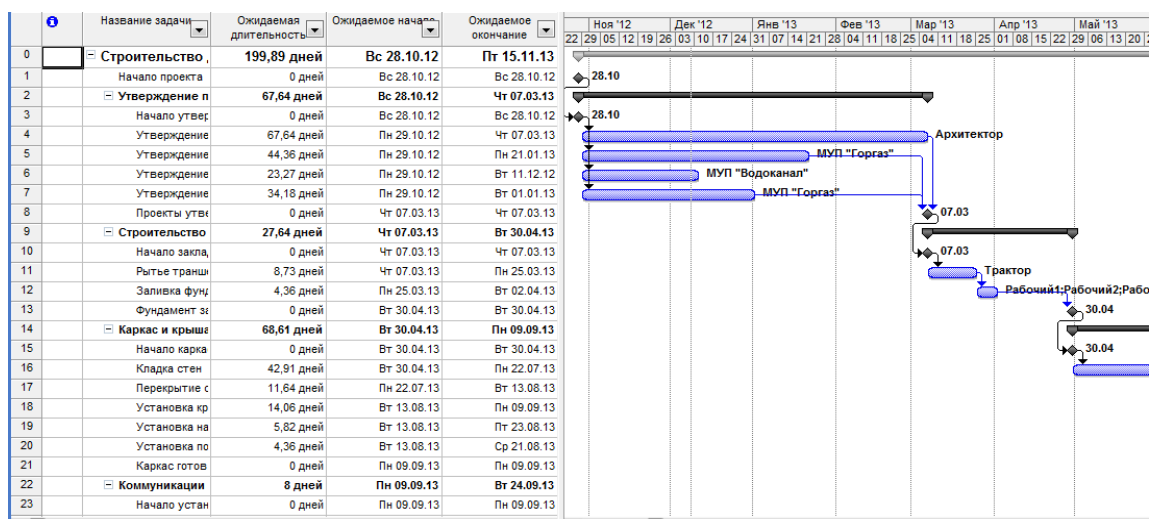 Название задачи Ожидаемая длительность Ожидаемое начало Ожидаемое окончание
Ноя '12 Дек '12 Янв '13 Фев '13 Мар '13 Апр '13 Май '13
22 29 05 12 19 26 03 10 17 24 31 07 14 21 28 04 11 18 25 04 11 18 25 01 08 15 22 29 06 13 20
0 Строительство 199,89 дней Вс 28.10.12 Пт 15.11.13
1 Начало проекта 0 дней Вс 28.10.12 Вс 28.10.12 28.10
2 Утверждение п 67,64 дней Вс 28.10.12 Чт 07.03.13
3 Начало утвер 0 дней Вс 28.10.12 Вс 28.10.12 28.10
4 Утверждение 67,64 дней Пн 29.10.12 Чт 07.03.13 Архитектор
5 Утверждение 44,36 дней Пн 29.10.12 Пн 21.01.13 МУП "Горгаз"
6 Утверждение 23,27 дней Пн 29.10.12 Вт 11.12.12 МУП "Водоканал"
7 Утверждение 34,18 дней Пн 29.10.12 Вт 01.01.13 МУП "Горгаз"
8 Проекты утве 0 дней Чт 07.03.13 Чт 07.03.13 07.03
9 Строительство 27,64 дней Чт 07.03.13 Вт 30.04.13
10 Начало закла 0 дней Чт 07.03.13 Чт 07.03.13 07.03
11 Рытье транш 8,73 дней Чт 07.03.13 Пн 25.03.13 Трактор
12 Заливка фун 4,36 дней Пн 25.03.13 Вт 02.04.13 Рабочий1;Рабочий2;Рабо
13 Фундамент за 0 дней Вт 30.04.13 Вт 30.04.13 30.04
14 Каркас и крыша 68,61 дней Вт 30.04.13 Пн 09.09.13
15 Начало карка 0 дней Вт 30.04.13 Вт 30.04.13 30.04
16 Кладка стен 42,91 дней Вт 30.04.13 Пн 22.07.13
17 Перекрытие с 11,64 дней Пн 22.07.13 Вт 13.08.13
18 Установка кр 14,06 дней Вт 13.08.13 Пн 09.09.13
19 Установка на 5,82 дней Вт 13.08.13 Пт 23.08.13
20 Установка по 4,36 дней Вт 13.08.13 Ср 21.08.13
21 Каркас готов 0 дней Пн 09.09.13 Пн 09.09.13
22 Коммуникации 8 дней Пн 09.09.13 Вт 24.09.13
23 Начало устан 0 дней Пн 09.09.13 Пн 09.09.13